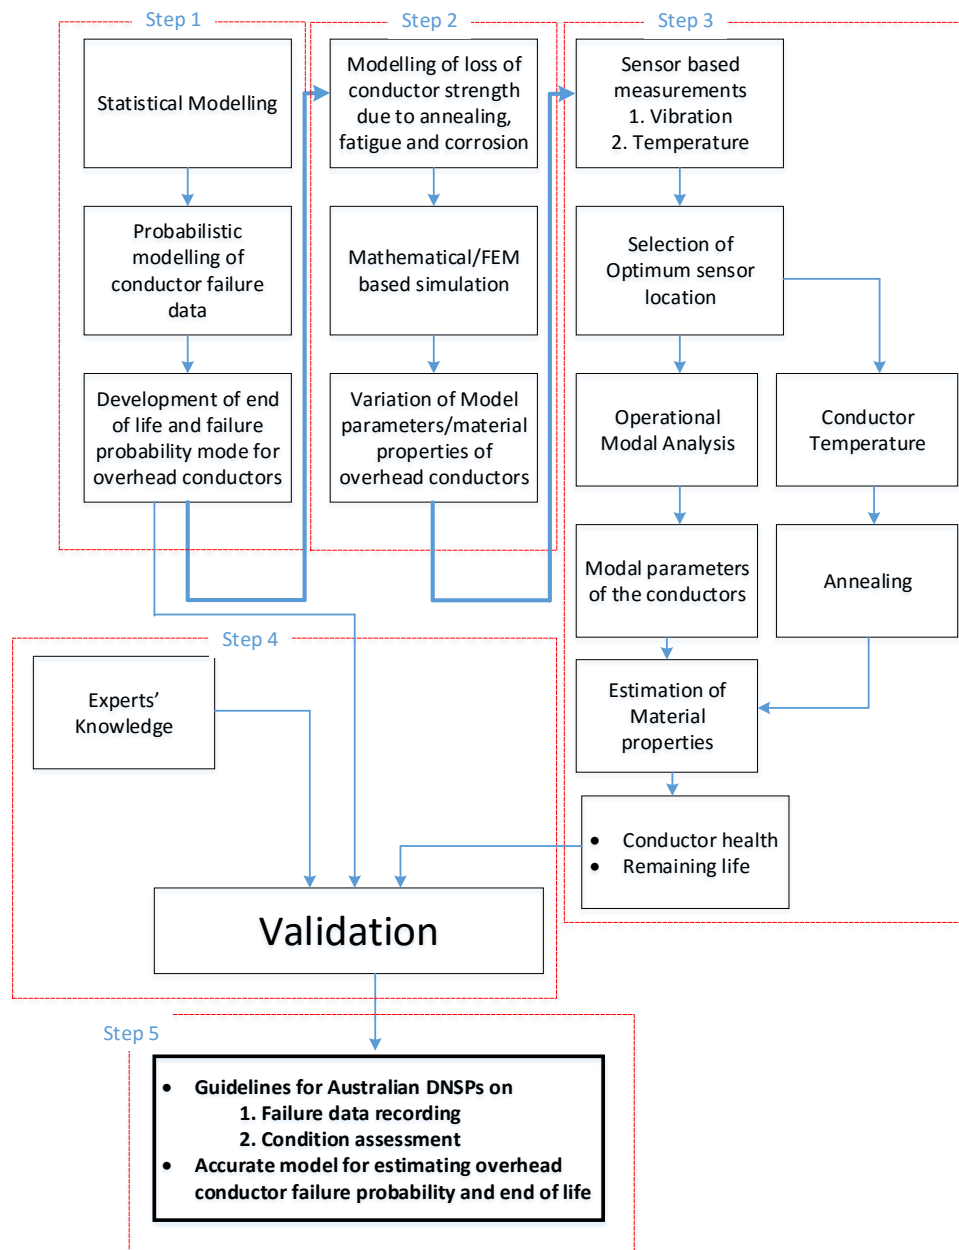 Step 1
Statistical Modelling
Probabilistic
modelling of
conductor failure
data
Development of end
of life and failure
probability mode for
overhead conductors
Step 2
Modelling of loss of
conductor strength
due to annealing,
fatigue and corrosion
Mathematical/FEM
based simulation
Variation of Model
parameters/material
properties of
overhead conductors
Step 3
Sensor based
measurements
1. Vibration
2. Temperature
Selection of
Optimum sensor
location
Operational
Modal Analysis
Conductor
Temperature
Modal parameters
of the conductors
Annealing
Estimation of
Material
properties
• Conductor health
• Remaining life
Step 4
Experts’
Knowledge
Validation
Step 5
• Guidelines for Australian DNSPs on
1. Failure data recording
2. Condition assessment
• Accurate model for estimating overhead
conductor failure probability and end of life